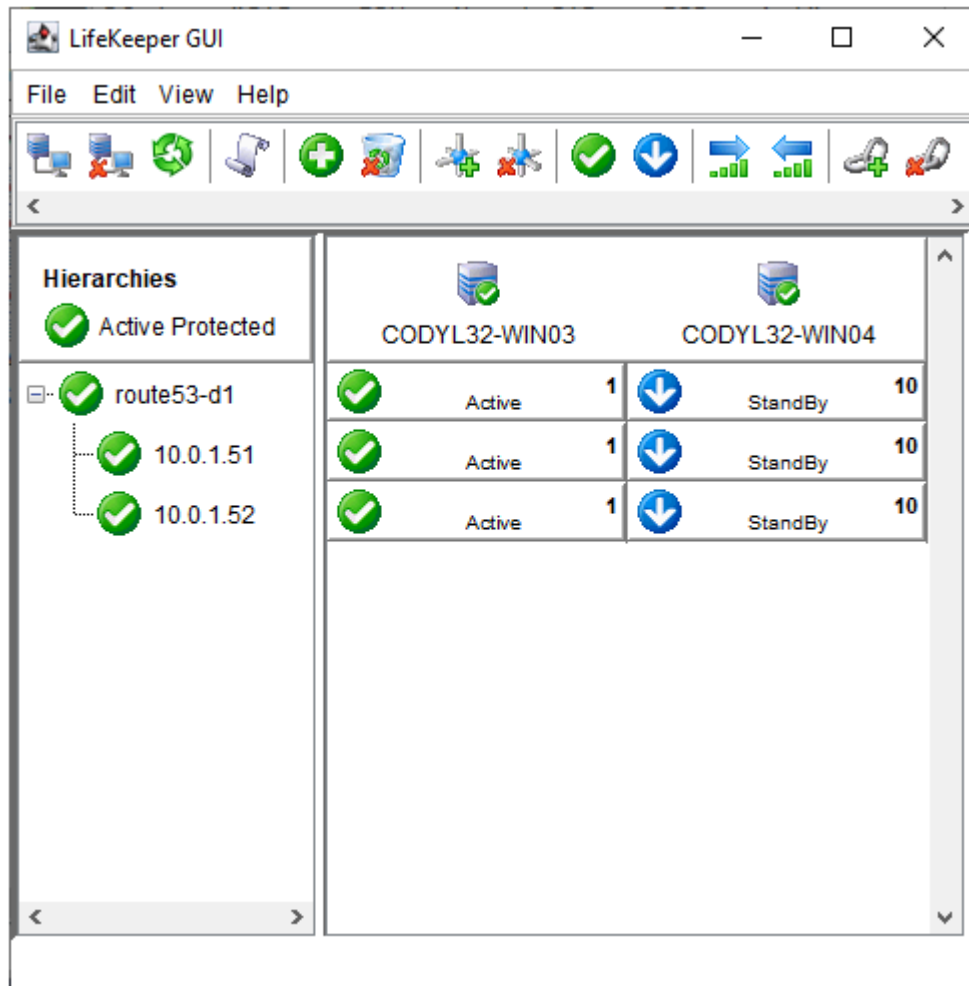 LifeKeeper GUI
File Edit View Help
Hierarchies
Active Protected
CODYL32-WIN03 CODYL32-WIN04
route53-d1 Active 1 StandBy 10
10.0.1.51 Active 1 StandBy 10
10.0.1.52 Active 1 StandBy 10